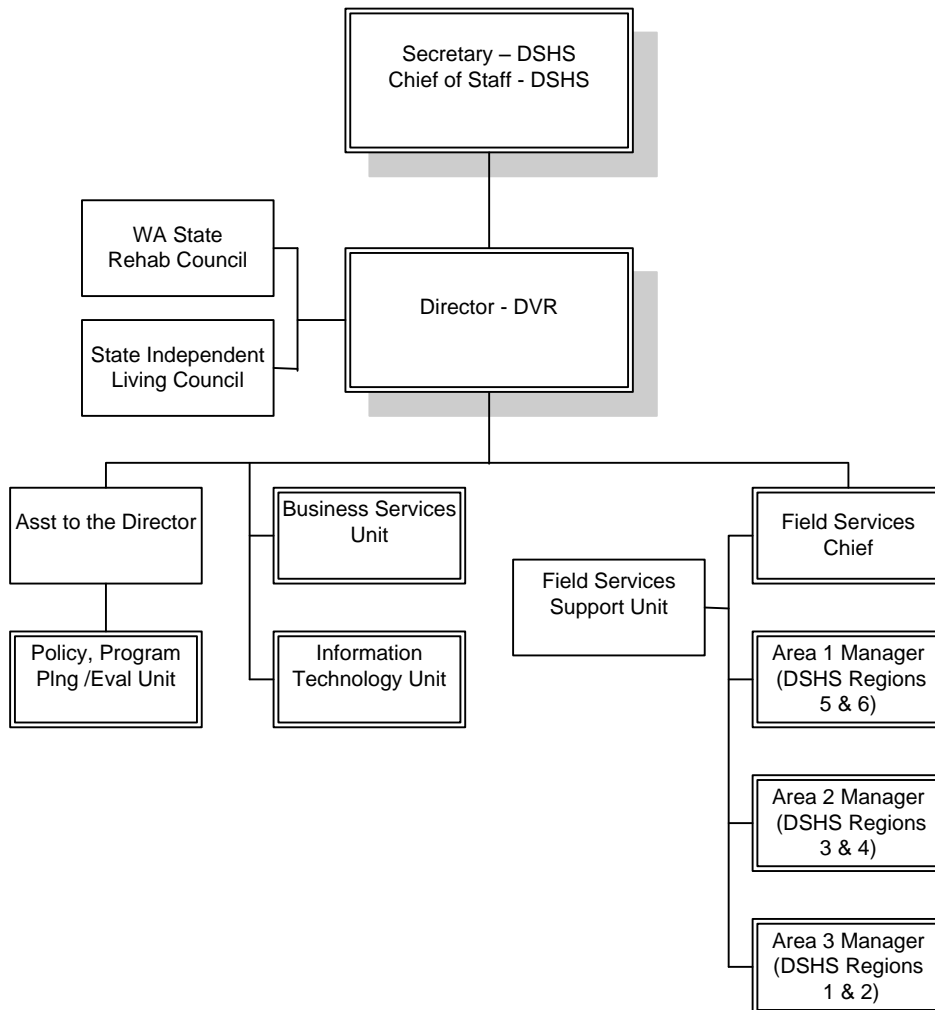 Secretary – DSHS
Chief of Staff - DSHS
WA State
Rehab Council
Director - DVR
State Independent
Living Council
Asst to the Director
Business Services
Unit
Field Services
Chief
Field Services
Support Unit
Policy, Program
Plng /Eval Unit
Information
Technology Unit
Area 1 Manager
(DSHS Regions
5 & 6)
Area 2 Manager
(DSHS Regions
3 & 4)
Area 3 Manager
(DSHS Regions
1 & 2)